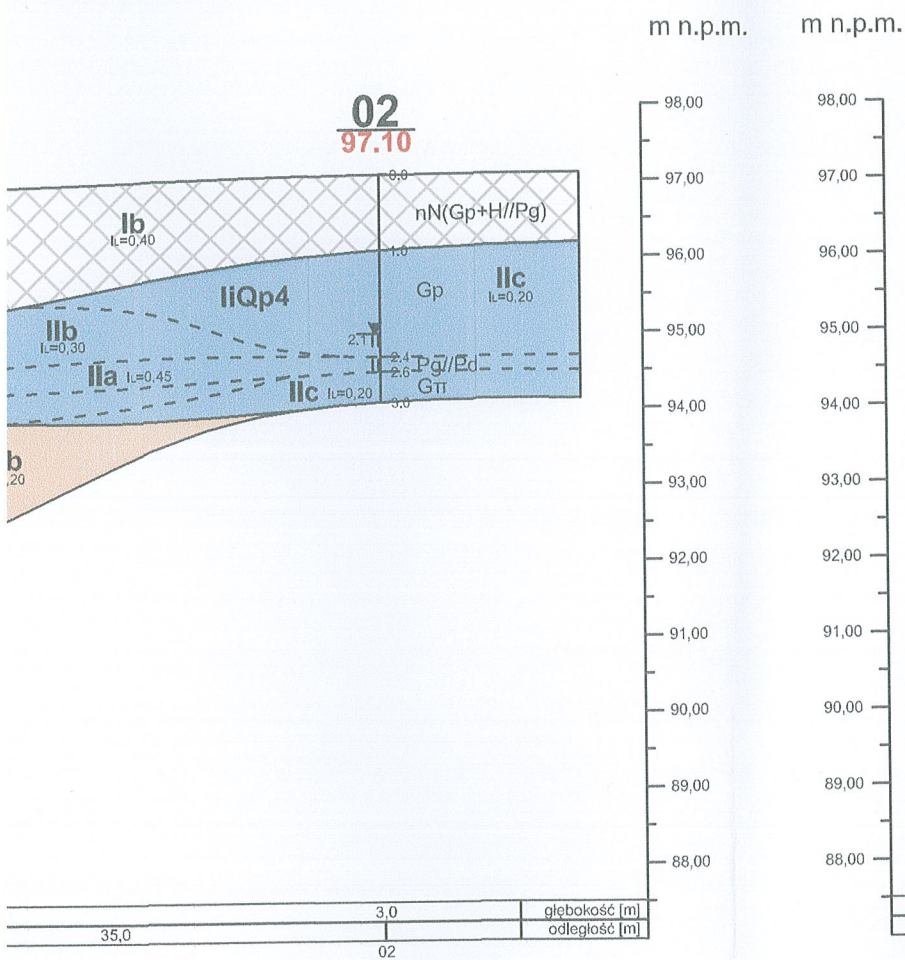 m n.p.m.
m n.p.m.
02
97.10
98,00
97,00
96,00
95,00
94,00
93,00
92,00
91,00
90,00
89,00
88,00
98,00
97,00
96,00
95,00
94,00
93,00
92,00
91,00
90,00
89,00
88,00
0.0
Ib
IL=0,40
nN(Gp+H//Pg)
1.0
IIb
IL=0,30
IiQp4
Gp
IIc
IL=0,20
2.1
2.4
Pg//Pd
2.6
IIa IL=0,45
IIc IL=0,20
Gπ
3.0
b
,20
3,0
głębokość [m]
35,0
odległość [m]
02